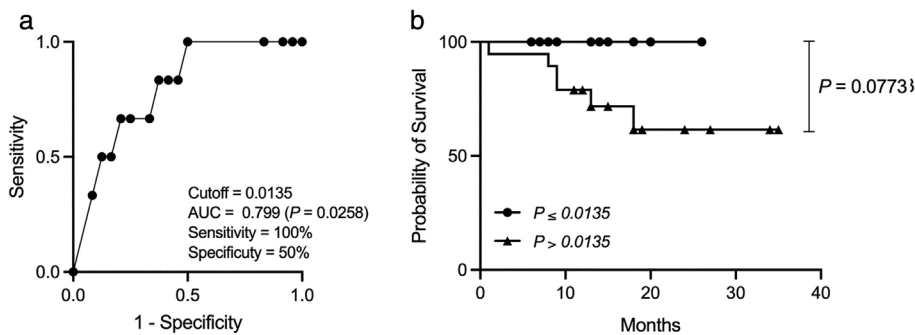 a
1.0
0.5
0.0
Sensitivity
0.0 0.5 1.0
1 - Specificity
Cutoff = 0.0135
AUC = 0.799 (P = 0.0258)
Sensitivity = 100%
Specificuty = 50%
b
100
50
0
Probability of Survival
0 10 20 30 40
Months
P ≤ 0.0135
P > 0.0135
P = 0.0773